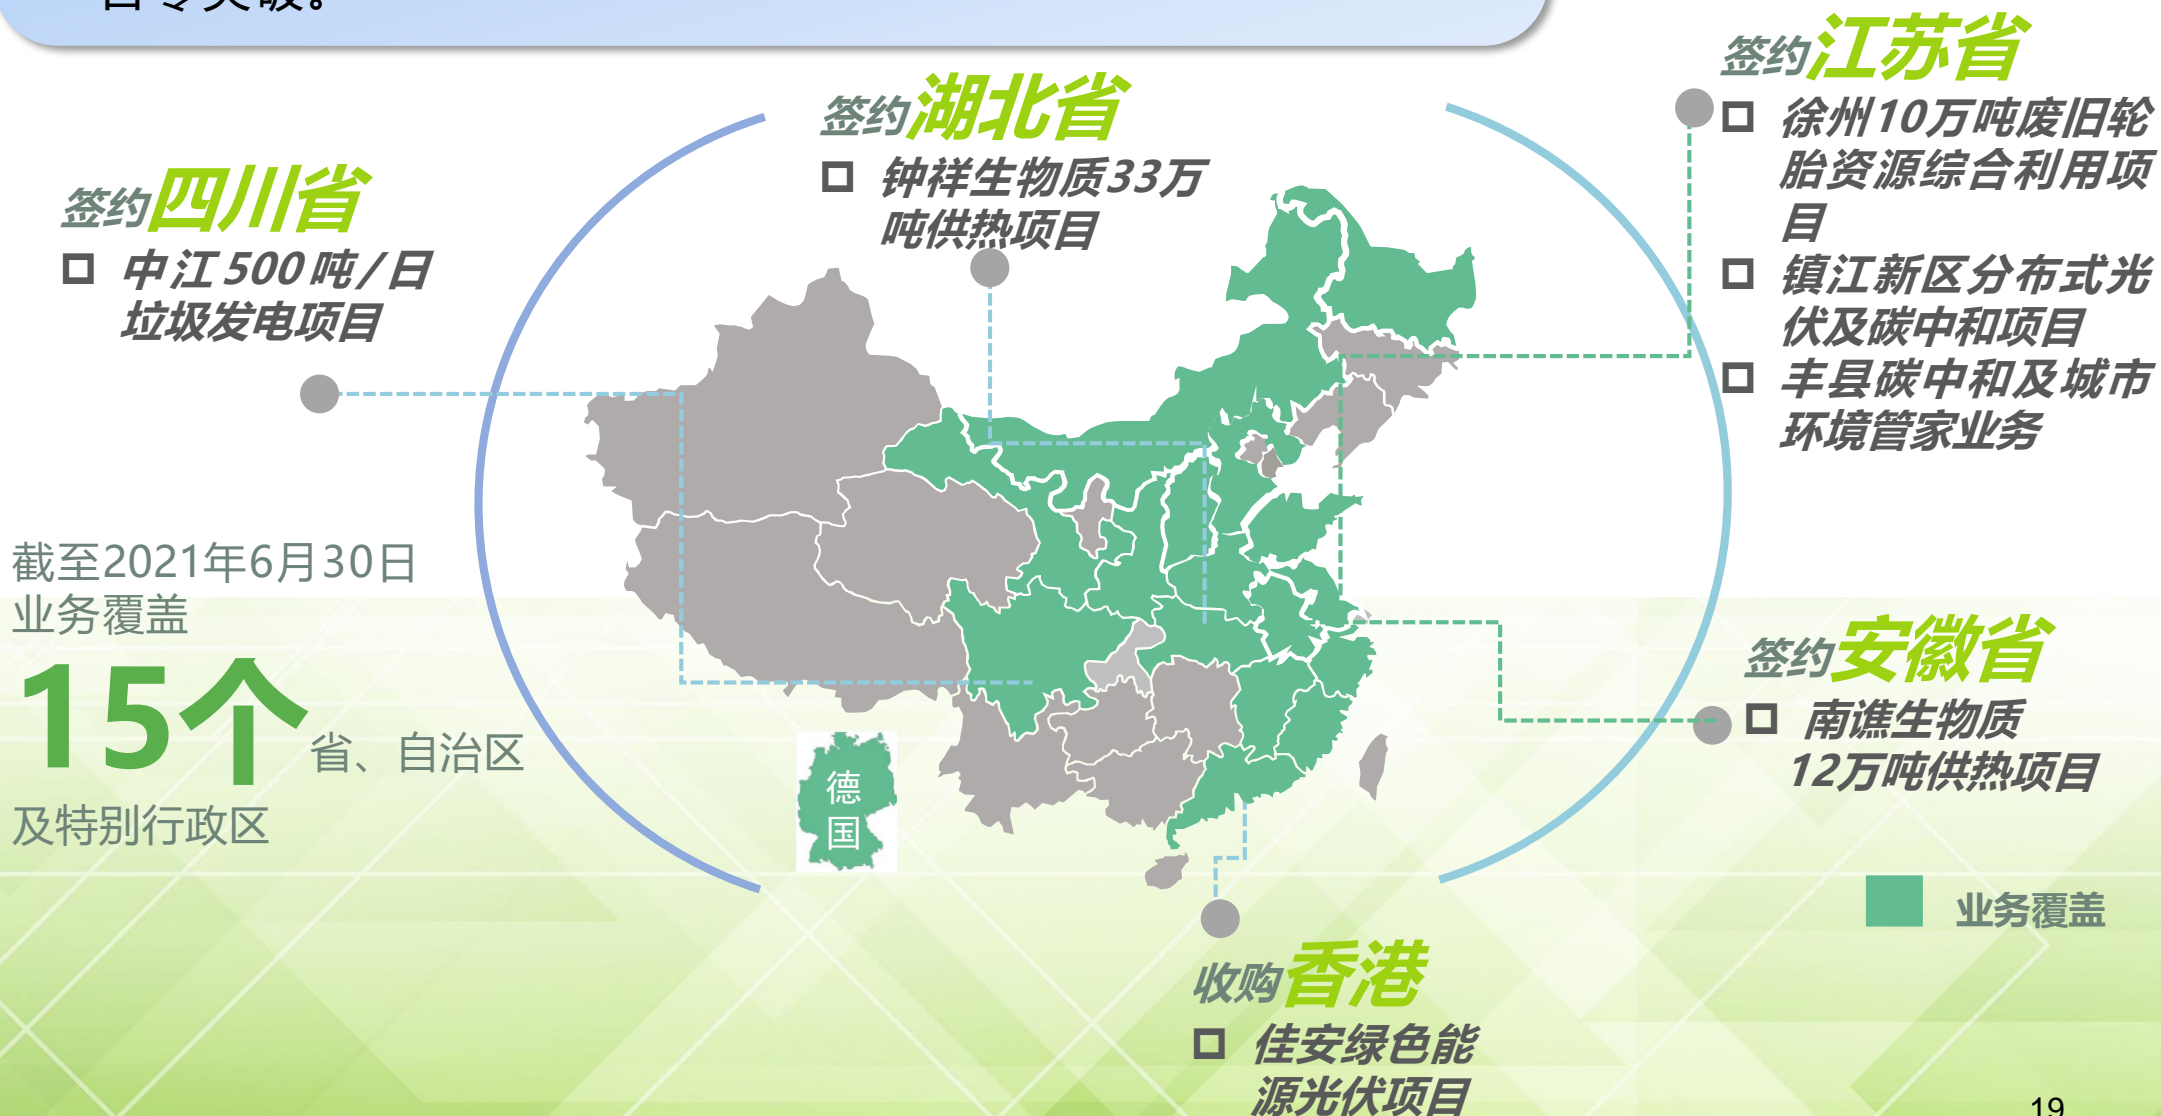 签约湖北省
钟祥生物质33万
吨供热项目
签约四川省
中江500吨/日
垃圾发电项目
签约江苏省
徐州10万吨废旧轮
胎资源综合利用项
目
镇江新区分布式光
伏及碳中和项目
丰县碳中和及城市
环境管家业务
截至2021年6月30日
业务覆盖
15个省、自治区
及特别行政区
德
国
签约安徽省
南谯生物质
12万吨供热项目
业务覆盖
收购香港
佳安绿色能
源光伏项目
19